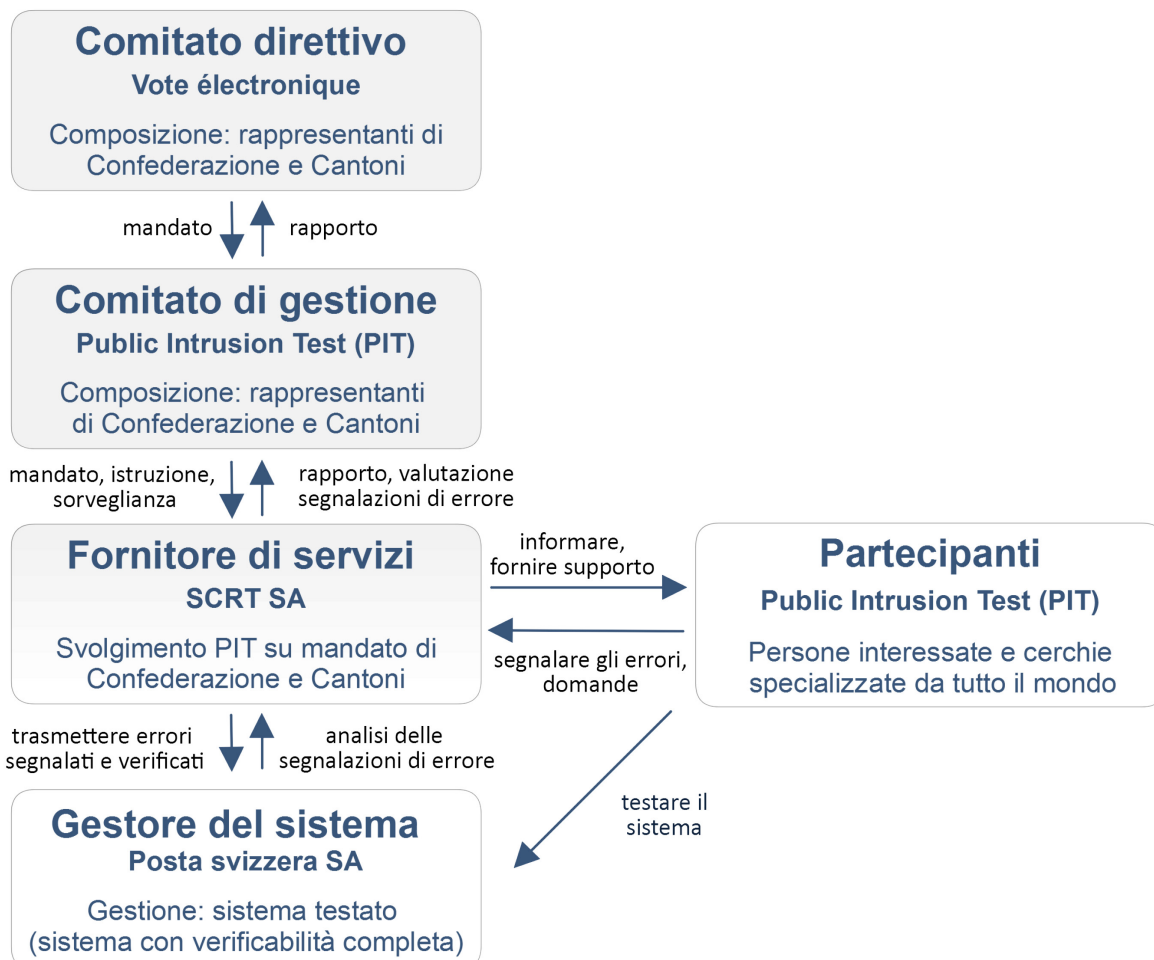 Comitato direttivo
Vote électronique
Composizione: rappresentanti di
Confederazione e Cantoni
mandato
rapporto
Comitato di gestione
Public Intrusion Test (PIT)
Composizione: rappresentanti
di Confederazione e Cantoni
mandato, istruzione,
sorveglianza
rapporto, valutazione
segnalazioni di errore
Fornitore di servizi
SCRT SA
Svolgimento PIT su mandato di
Confederazione e Cantoni
informare,
fornire supporto
segnalare gli errori,
domande
Partecipanti
Public Intrusion Test (PIT)
Persone interessate e cerchie
specializzate da tutto il mondo
trasmettere errori
segnalati e verificati
analisi delle
segnalazioni di errore
testare il
sistema
Gestore del sistema
Posta svizzera SA
Gestione: sistema testato
(sistema con verificabilità completa)